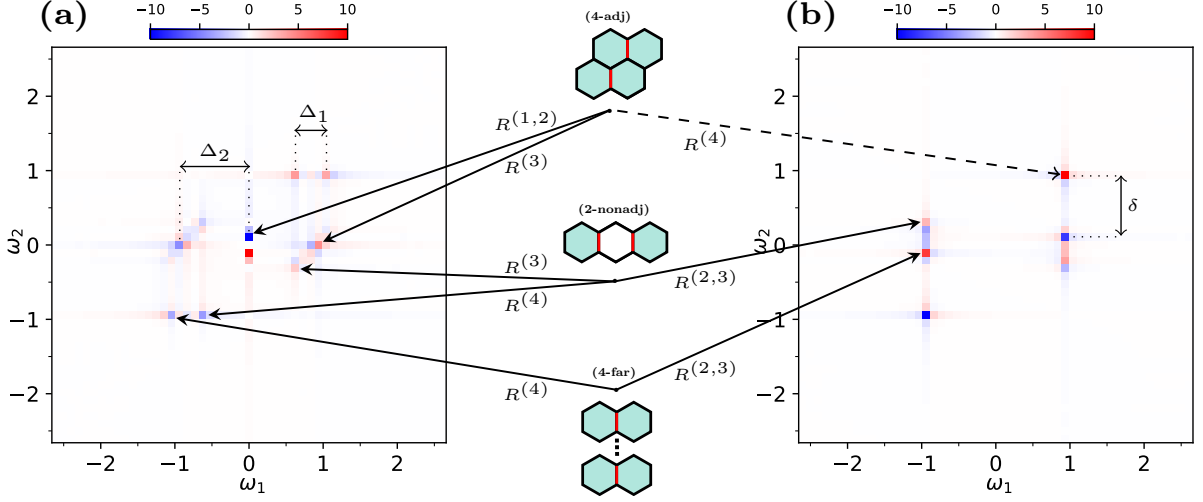 (a)
−10 −5 0 5 10
(4-adj)
(b)
−10 −5 0 5 10
2
1
0
−1
−2
ω₂
−2 −1 0 1 2
ω₁
Δ₁
Δ₂
R^(1,2)
R^(3)
R^(4)
(2-nonadj)
R^(3)
R^(4)
R^(2,3)
(4-far)
R^(4)
R^(2,3)
2
1
0
−1
−2
ω₂
−2 −1 0 1 2
ω₁
δ